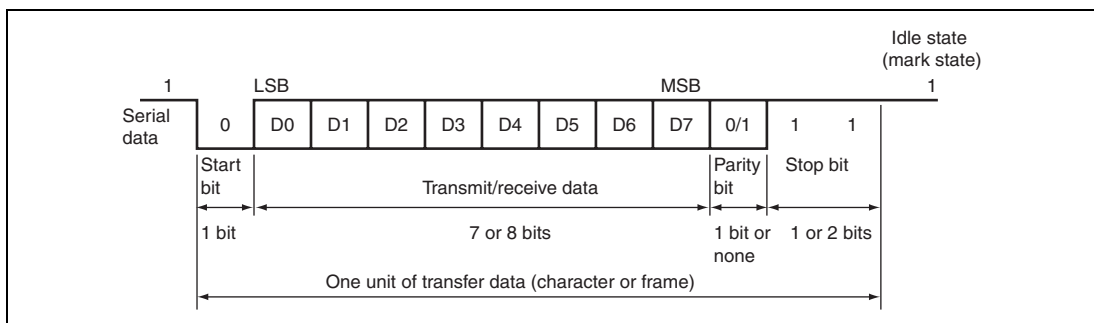 Idle state
(mark state)
1 LSB MSB 1
Serial
data
0 D0 D1 D2 D3 D4 D5 D6 D7 0/1 1 1
Start
bit
Transmit/receive data
Parity
bit
Stop bit
1 bit
7 or 8 bits
1 bit or
none
1 or 2 bits
One unit of transfer data (character or frame)